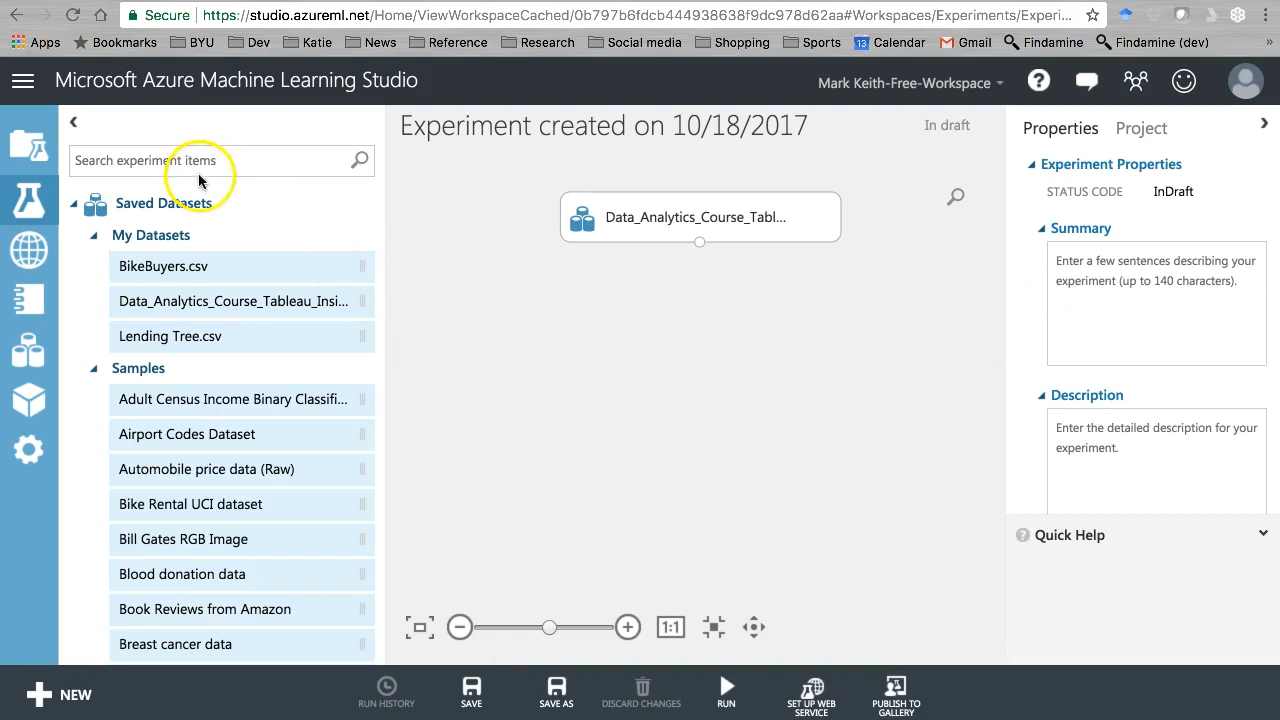 Secure https://studio.azureml.net/Home/ViewWorkspaceCached/0b797b6fdcb444938638f9dc978d62aa#Workspaces/Experiments/Experi...
Apps Bookmarks BYU Dev Katie News Reference Research Social media Shopping Sports 13 Calendar Gmail Findamine Findamine (dev) »
Microsoft Azure Machine Learning Studio
Mark Keith-Free-Workspace
Search experiment items
Saved Datasets
My Datasets
BikeBuyers.csv
Data_Analytics_Course_Tableau_Insi...
Lending Tree.csv
Samples
Adult Census Income Binary Classifi...
Airport Codes Dataset
Automobile price data (Raw)
Bike Rental UCI dataset
Bill Gates RGB Image
Blood donation data
Book Reviews from Amazon
Breast cancer data
Experiment created on 10/18/2017
In draft
Data_Analytics_Course_Tabl...
1:1
Properties Project
Experiment Properties
STATUS CODE InDraft
Summary
Enter a few sentences describing your
experiment (up to 140 characters).
Description
Enter the detailed description for your
experiment.
? Quick Help
NEW
RUN HISTORY
SAVE
SAVE AS
DISCARD CHANGES
RUN
SET UP WEB
SERVICE
PUBLISH TO
GALLERY